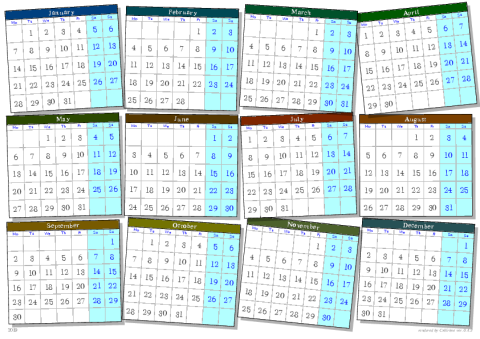 January
Mo Tu We Th Fr Sa Su
1 2 3 4 5 6
7 8 9 10 11 12 13
14 15 16 17 18 19 20
21 22 23 24 25 26 27
28 29 30 31
February
Mo Tu We Th Fr Sa Su
1 2 3
4 5 6 7 8 9 10
11 12 13 14 15 16 17
18 19 20 21 22 23 24
25 26 27 28
March
Mo Tu We Th Fr Sa Su
1 2 3
4 5 6 7 8 9 10
11 12 13 14 15 16 17
18 19 20 21 22 23 24
25 26 27 28 29 30 31
April
Mo Tu We Th Fr Sa Su
1 2 3 4 5 6 7
8 9 10 11 12 13 14
15 16 17 18 19 20 21
22 23 24 25 26 27 28
29 30
May
Mo Tu We Th Fr Sa Su
1 2 3 4 5
6 7 8 9 10 11 12
13 14 15 16 17 18 19
20 21 22 23 24 25 26
27 28 29 30 31
June
Mo Tu We Th Fr Sa Su
1 2
3 4 5 6 7 8 9
10 11 12 13 14 15 16
17 18 19 20 21 22 23
24 25 26 27 28 29 30
July
Mo Tu We Th Fr Sa Su
1 2 3 4 5 6 7
8 9 10 11 12 13 14
15 16 17 18 19 20 21
22 23 24 25 26 27 28
29 30 31
August
Mo Tu We Th Fr Sa Su
1 2 3 4
5 6 7 8 9 10 11
12 13 14 15 16 17 18
19 20 21 22 23 24 25
26 27 28 29 30 31
September
Mo Tu We Th Fr Sa Su
1
2 3 4 5 6 7 8
9 10 11 12 13 14 15
16 17 18 19 20 21 22
23 24 25 26 27 28 29
30
October
Mo Tu We Th Fr Sa Su
1 2 3 4 5 6
7 8 9 10 11 12 13
14 15 16 17 18 19 20
21 22 23 24 25 26 27
28 29 30 31
November
Mo Tu We Th Fr Sa Su
1 2 3
4 5 6 7 8 9 10
11 12 13 14 15 16 17
18 19 20 21 22 23 24
25 26 27 28 29 30
December
Mo Tu We Th Fr Sa Su
1
2 3 4 5 6 7 8
9 10 11 12 13 14 15
16 17 18 19 20 21 22
23 24 25 26 27 28 29
30 31
2013